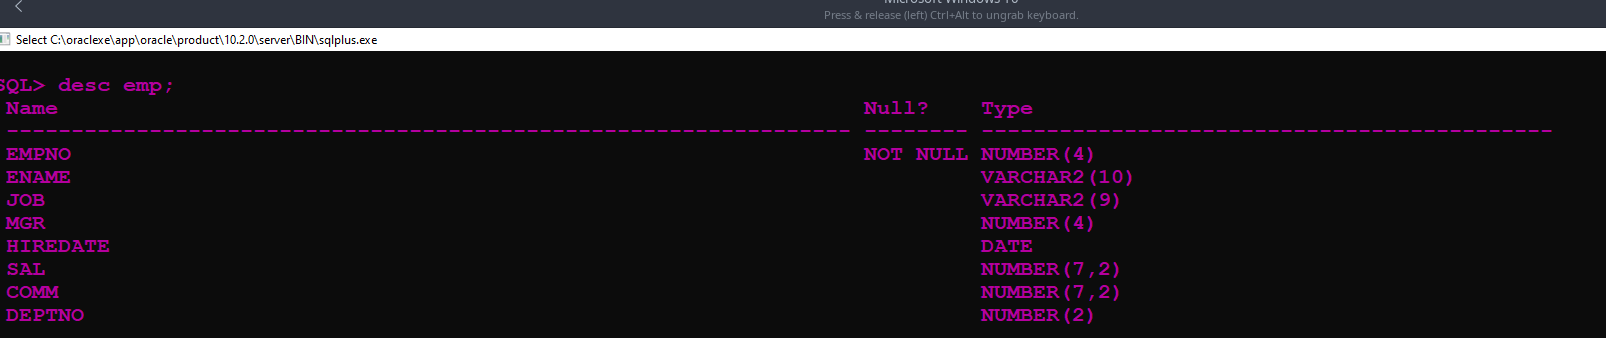 Microsoft Windows 10
Press & release (left) Ctrl+Alt to ungrab keyboard.
Select C:\oraclexe\app\oracle\product\10.2.0\server\BIN\sqlplus.exe
SQL> desc emp;
Name Null? Type
----------------------------------------------------------------- -------- --------------------------------------------
EMPNO NOT NULL NUMBER(4)
ENAME VARCHAR2(10)
JOB VARCHAR2(9)
MGR NUMBER(4)
HIREDATE DATE
SAL NUMBER(7,2)
COMM NUMBER(7,2)
DEPTNO NUMBER(2)